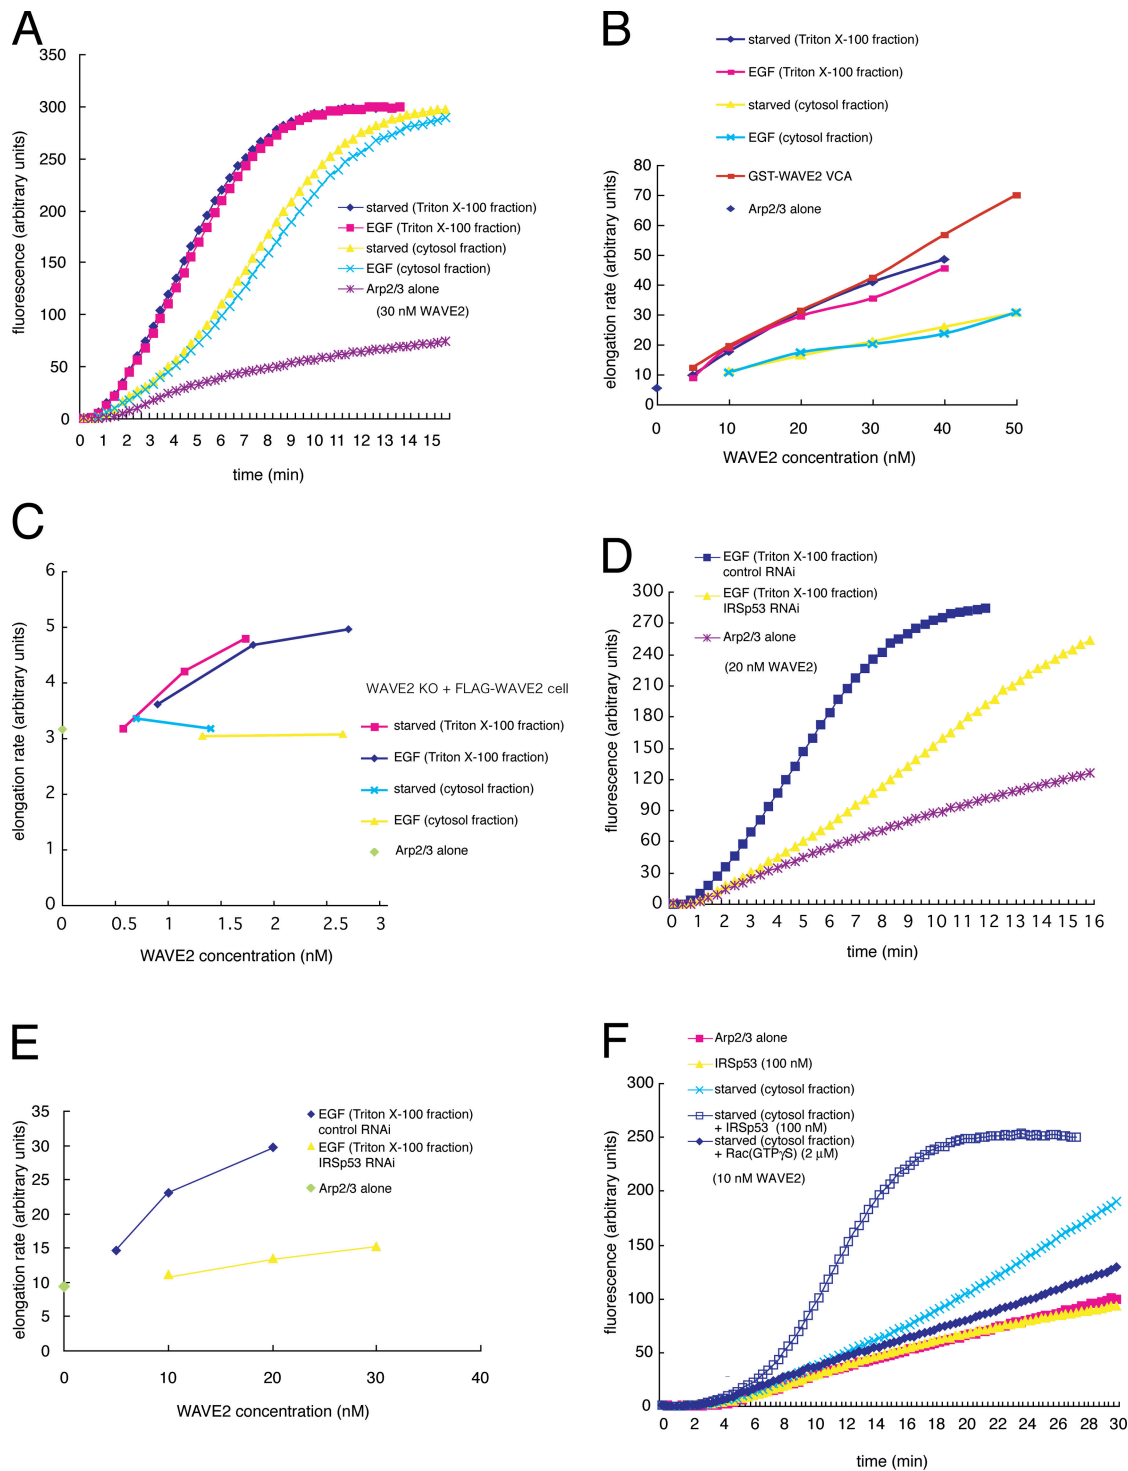 A
350
300
250
200
150
100
50
0
fluorescence (arbitrary units)
starved (Triton X-100 fraction)
EGF (Triton X-100 fraction)
starved (cytosol fraction)
EGF (cytosol fraction)
Arp2/3 alone
(30 nM WAVE2)
0 1 2 3 4 5 6 7 8 9 10 11 12 13 14 15
time (min)
B
starved (Triton X-100 fraction)
EGF (Triton X-100 fraction)
starved (cytosol fraction)
EGF (cytosol fraction)
GST-WAVE2 VCA
Arp2/3 alone
80
70
60
50
40
30
20
10
0
elongation rate (arbitrary units)
0 10 20 30 40 50
WAVE2 concentration (nM)
C
6
5
4
3
2
1
0
elongation rate (arbitrary units)
WAVE2 KO + FLAG-WAVE2 cell
starved (Triton X-100 fraction)
EGF (Triton X-100 fraction)
starved (cytosol fraction)
EGF (cytosol fraction)
Arp2/3 alone
0 0.5 1 1.5 2 2.5 3
WAVE2 concentration (nM)
D
EGF (Triton X-100 fraction)
control RNAi
EGF (Triton X-100 fraction)
IRSp53 RNAi
Arp2/3 alone
(20 nM WAVE2)
300
270
240
210
180
150
120
90
60
30
0
fluorescence (arbitrary units)
0 1 2 3 4 5 6 7 8 9 10 11 12 13 14 15 16
time (min)
E
35
30
25
20
15
10
5
0
elongation rate (arbitrary units)
EGF (Triton X-100 fraction)
control RNAi
EGF (Triton X-100 fraction)
IRSp53 RNAi
Arp2/3 alone
0 10 20 30 40
WAVE2 concentration (nM)
F
Arp2/3 alone
IRSp53 (100 nM)
starved (cytosol fraction)
starved (cytosol fraction)
+ IRSp53 (100 nM)
starved (cytosol fraction)
+ Rac(GTPγS) (2 μM)
(10 nM WAVE2)
300
250
200
150
100
50
0
fluorescence (arbitrary units)
0 2 4 6 8 10 12 14 16 18 20 22 24 26 28 30
time (min)